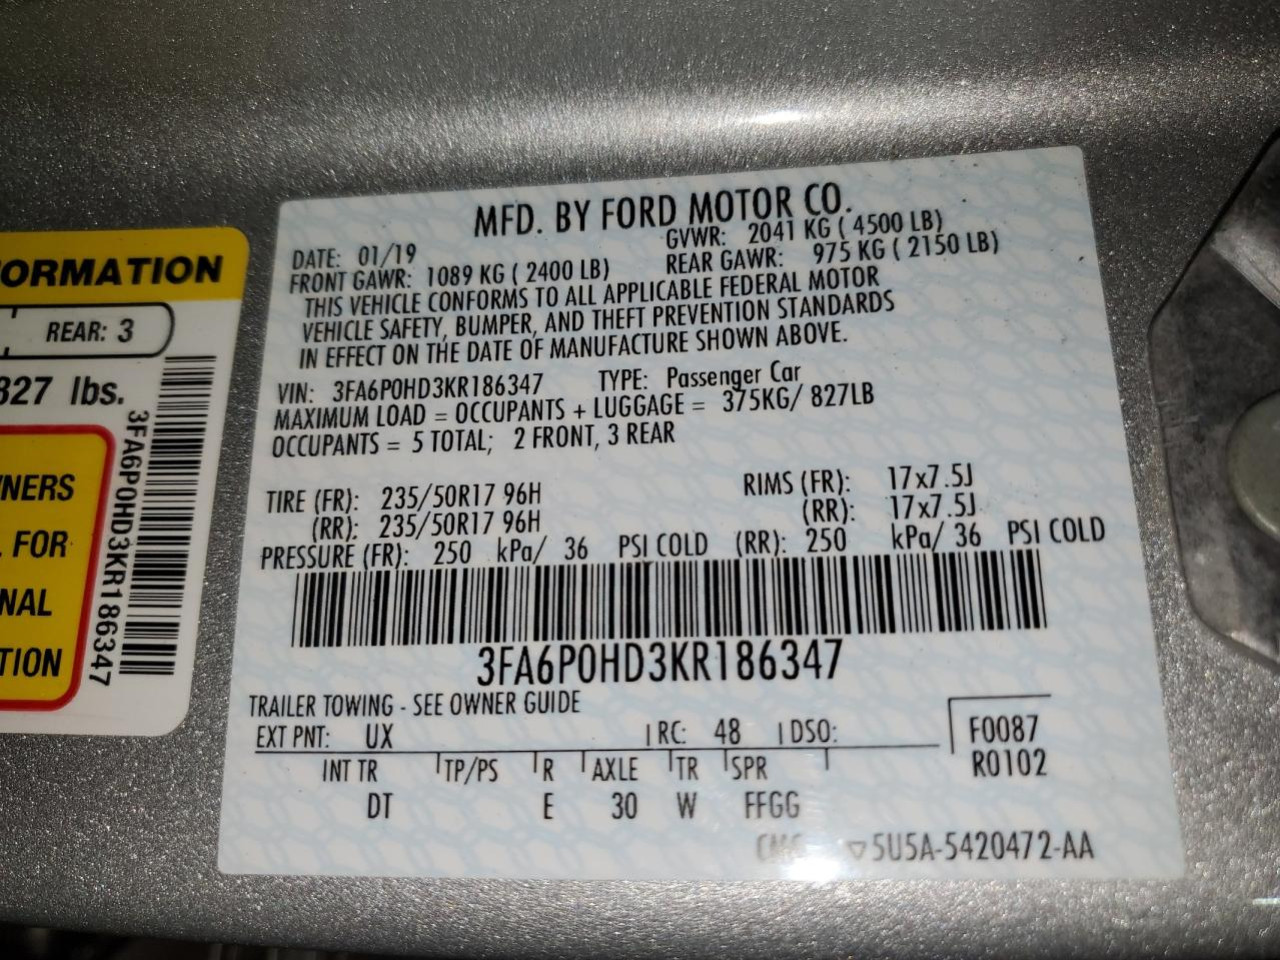 ORMATION
REAR: 3
827 lbs.
NERS
FOR
NAL
TION
3FA6P0HD3KR186347
MFD. BY FORD MOTOR CO.
DATE: 01/19 GVWR: 2041 KG ( 4500 LB)
FRONT GAWR: 1089 KG ( 2400 LB) REAR GAWR: 975 KG ( 2150 LB)
THIS VEHICLE CONFORMS TO ALL APPLICABLE FEDERAL MOTOR
VEHICLE SAFETY, BUMPER, AND THEFT PREVENTION STANDARDS
IN EFFECT ON THE DATE OF MANUFACTURE SHOWN ABOVE.
VIN: 3FA6P0HD3KR186347 TYPE: Passenger Car
MAXIMUM LOAD = OCCUPANTS + LUGGAGE = 375KG/ 827LB
OCCUPANTS = 5 TOTAL; 2 FRONT, 3 REAR
TIRE (FR): 235/50R17 96H RIMS (FR): 17x7.5J
(RR): 235/50R17 96H (RR): 17x7.5J
PRESSURE (FR): 250 kPa/ 36 PSI COLD (RR): 250 kPa/ 36 PSI COLD
3FA6P0HD3KR186347
TRAILER TOWING - SEE OWNER GUIDE
EXT PNT: UX RC: 48 DSO: F0087
R0102
INT TR TP/PS R AXLE TR SPR
DT E 30 W FFGG
▽5U5A-5420472-AA